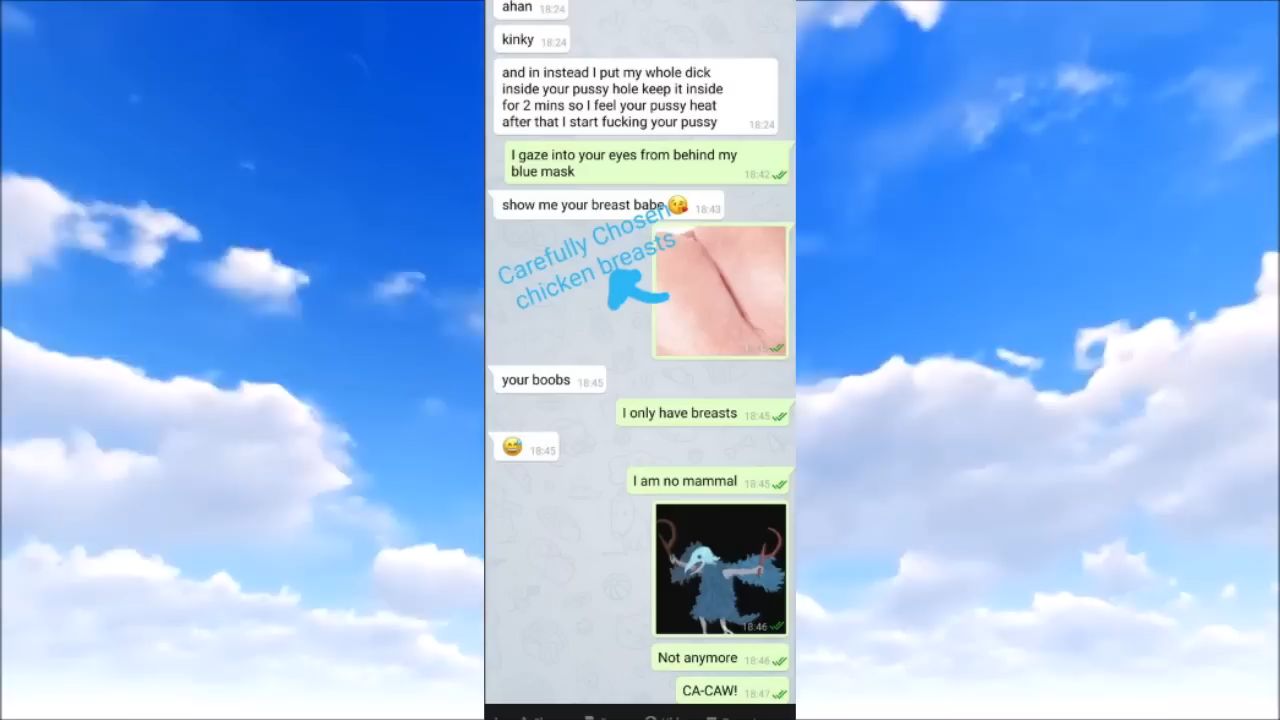 ahan 18:24
kinky 18:24
and in instead I put my whole dick
inside your pussy hole keep it inside
for 2 mins so I feel your pussy heat
after that I start fucking your pussy
18:24
I gaze into your eyes from behind my
blue mask
18:42
show me your breast babe 18:43
Carefully Chosen
chicken breasts
your boobs 18:45
I only have breasts 18:45
18:45
I am no mammal 18:45
18:46
Not anymore 18:46
CA-CAW! 18:47